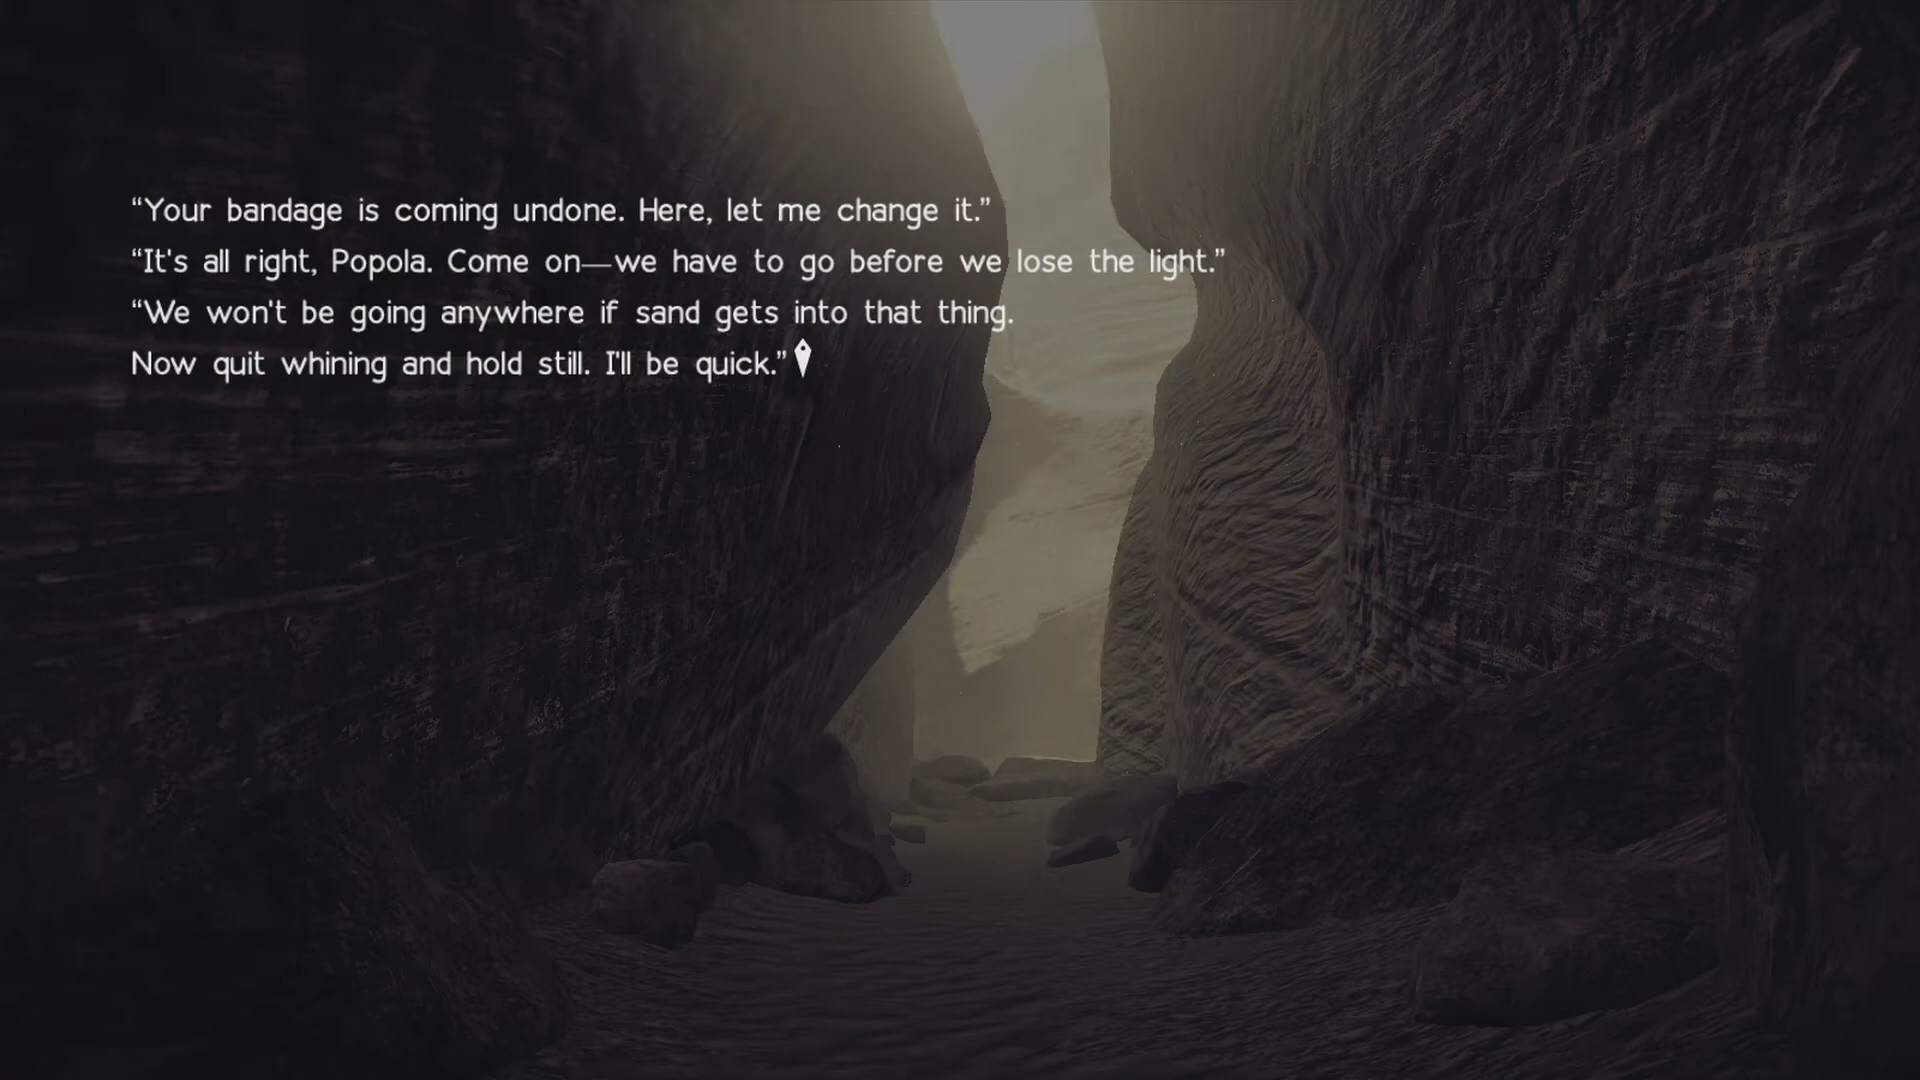 “Your bandage is coming undone. Here, let me change it.”
“It's all right, Popola. Come on—we have to go before we lose the light.”
“We won't be going anywhere if sand gets into that thing.
Now quit whining and hold still. I'll be quick.”